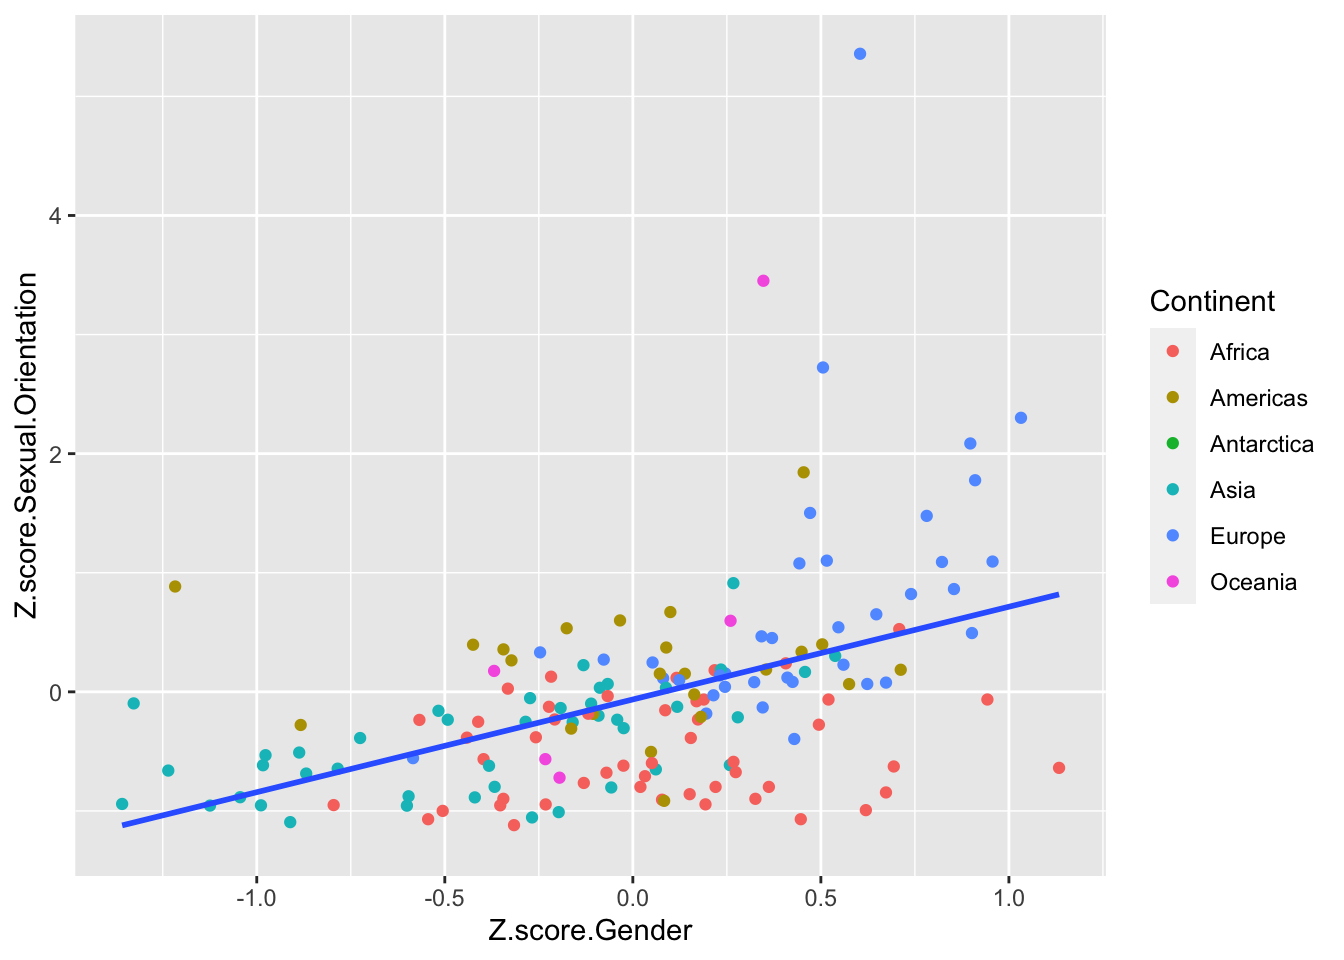 Z.score.Sexual.Orientation
4
2
0
-1.0
-0.5
0.0
0.5
1.0
Z.score.Gender
Continent
Africa
Americas
Antarctica
Asia
Europe
Oceania